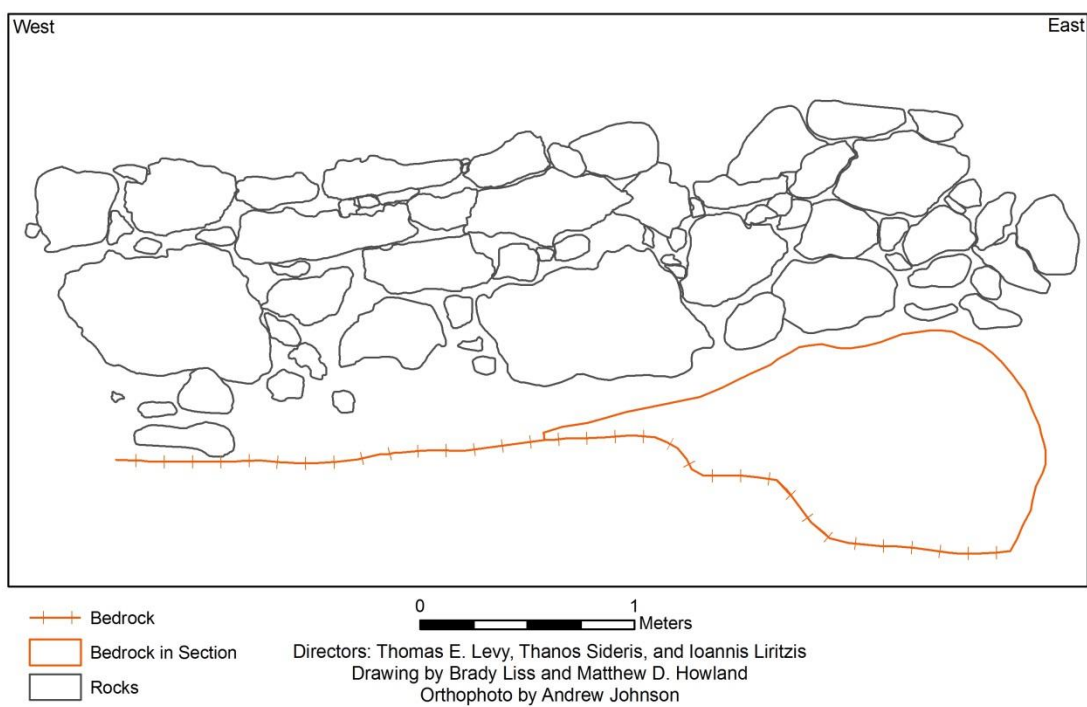 West East
0 1
Meters
Bedrock
Bedrock in Section
Rocks
Directors: Thomas E. Levy, Thanos Sideris, and Ioannis Liritzis
Drawing by Brady Liss and Matthew D. Howland
Orthophoto by Andrew Johnson